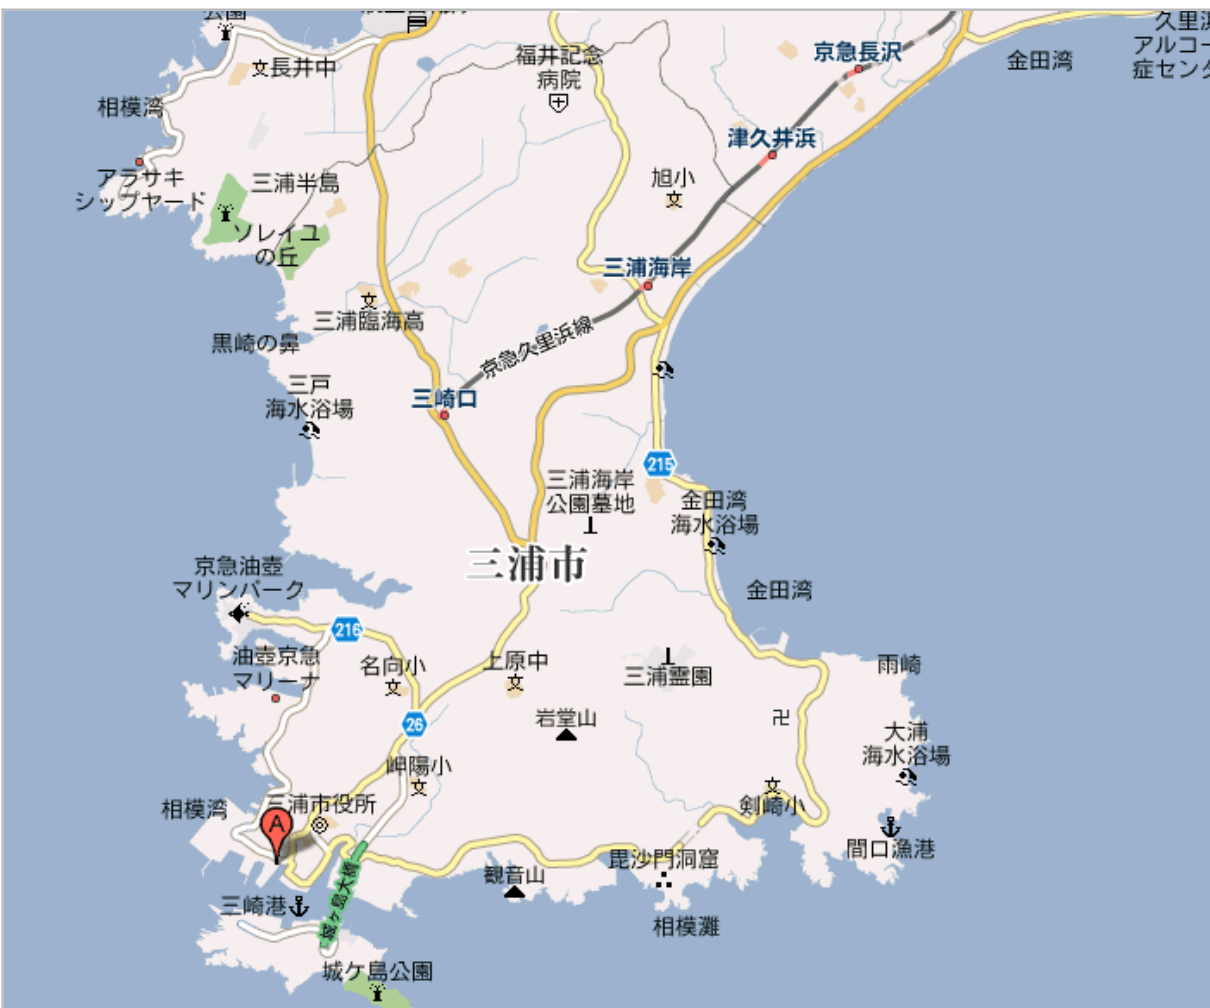 公園
久里浜
アルコー
症センタ
金田湾
京急長沢
福井記念
病院
長井中
相模湾
津久井浜
アラサキ
シップヤード
三浦半島
旭小
ソレイユ
の丘
三浦海岸
三浦臨海高
京急久里浜線
黒崎の鼻
三戸
海水浴場
三崎口
215
三浦海岸
公園墓地
金田湾
海水浴場
三浦市
京急油壺
マリンパーク
金田湾
216
油壺京急
マリーナ
名向小
上原中
三浦霊園
雨崎
26
岩堂山
大浦
海水浴場
岬陽小
相模湾
三浦市役所
A
剣崎小
間口漁港
毘沙門洞窟
観音山
城ヶ島大橋
三崎港
相模灘
城ケ島公園